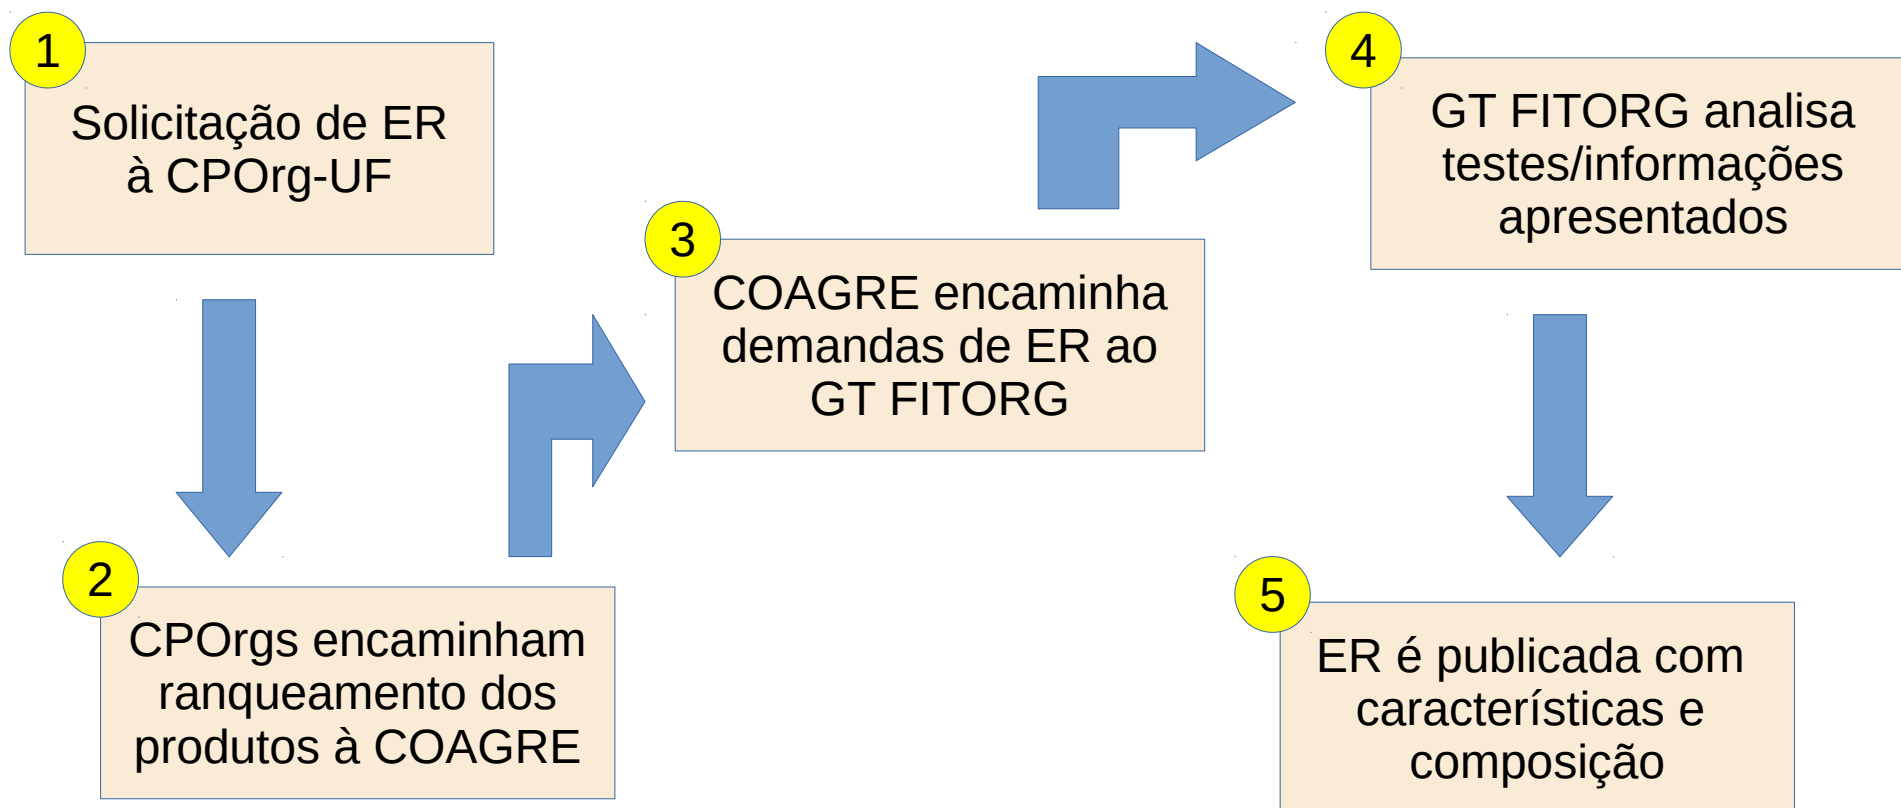 1
Solicitação de ER
à CPOrg-UF
2
CPOrgs encaminham
ranqueamento dos
produtos à COAGRE
3
COAGRE encaminha
demandas de ER ao
GT FITORG
4
GT FITORG analisa
testes/informações
apresentados
5
ER é publicada com
características e
composição